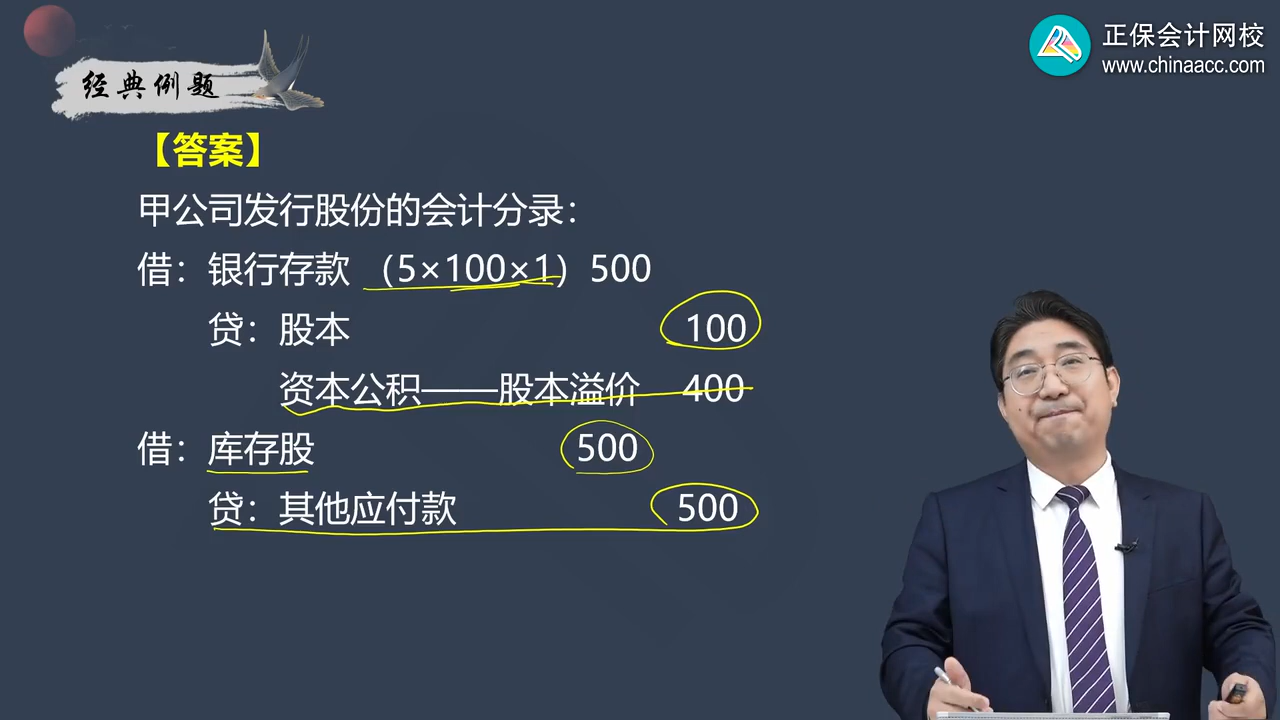 正保会计网校
www.chinaacc.com
经典例题
【答案】
甲公司发行股份的会计分录：
借：银行存款 （5×100×1）500
贷：股本 100
资本公积——股本溢价 400
借：库存股 500
贷：其他应付款 500